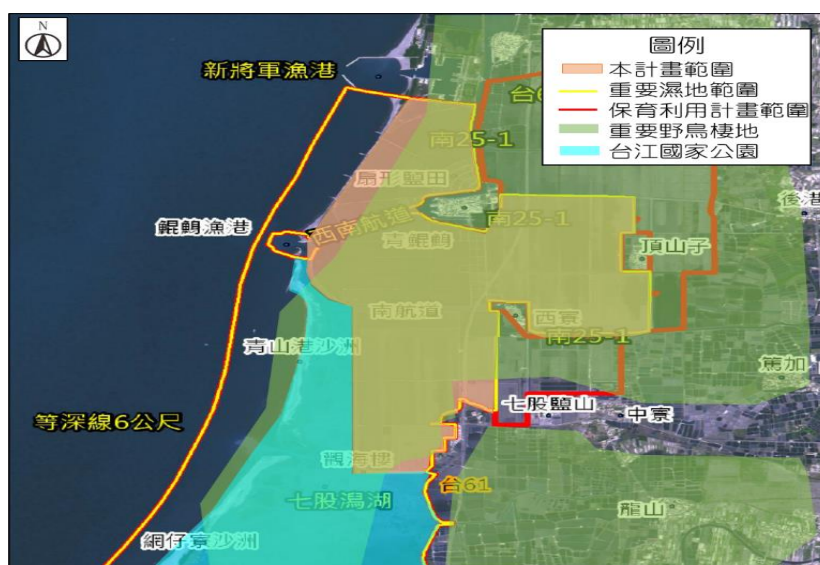 N
圖例
本計畫範圍
重要濕地範圍
保育利用計畫範圍
重要野鳥棲地
台江國家公園
新將軍漁港
台6
南25-1
扇形鹽田
後港
鯤鯓漁港
西南航道
南25-1
青鯤鯓
頂山子
南航道
西寮
南25-1
青山港沙洲
篤加
七股鹽山
中寮
等深線6公尺
觀海樓
台61
七股潟湖
龍山
網仔寮沙洲